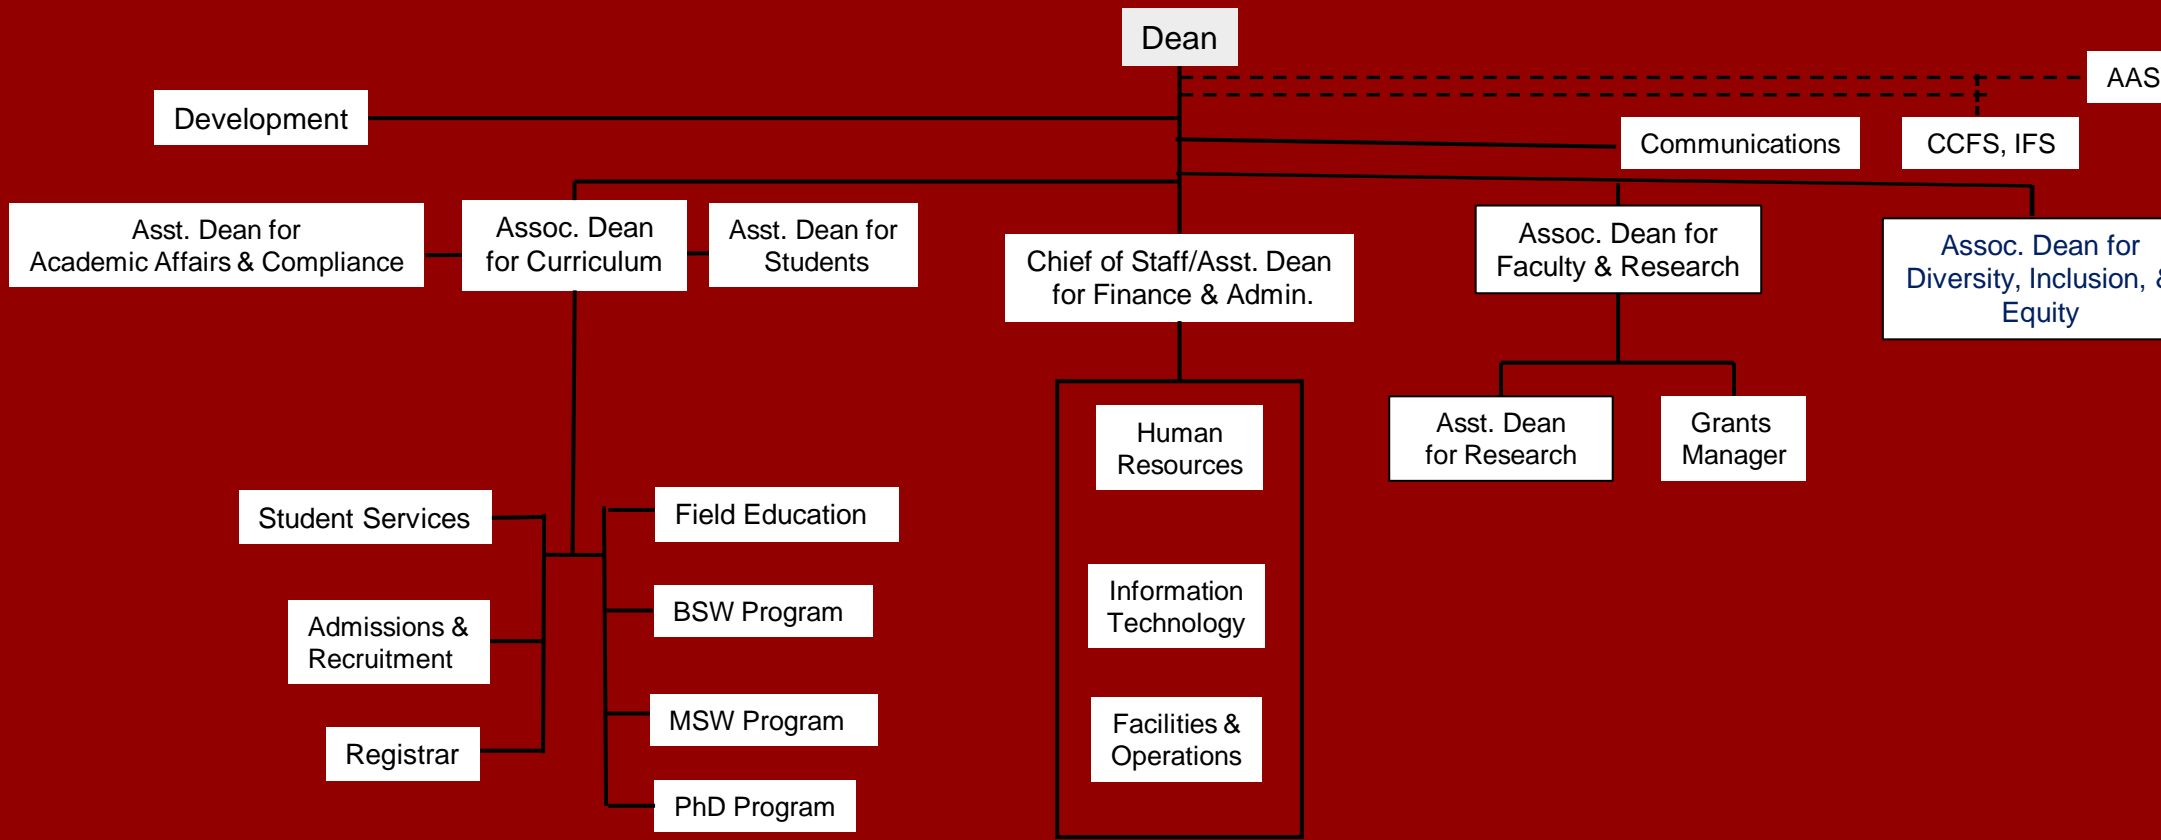 Dean
AAS
Development
Communications
CCFS, IFS
Asst. Dean for
Academic Affairs & Compliance
Assoc. Dean
for Curriculum
Asst. Dean for
Students
Chief of Staff/Asst. Dean
for Finance & Admin.
Assoc. Dean for
Faculty & Research
Assoc. Dean for
Diversity, Inclusion, &
Equity
Human
Resources
Asst. Dean
for Research
Grants
Manager
Student Services
Field Education
Information
Technology
BSW Program
Admissions &
Recruitment
MSW Program
Facilities &
Operations
Registrar
PhD Program